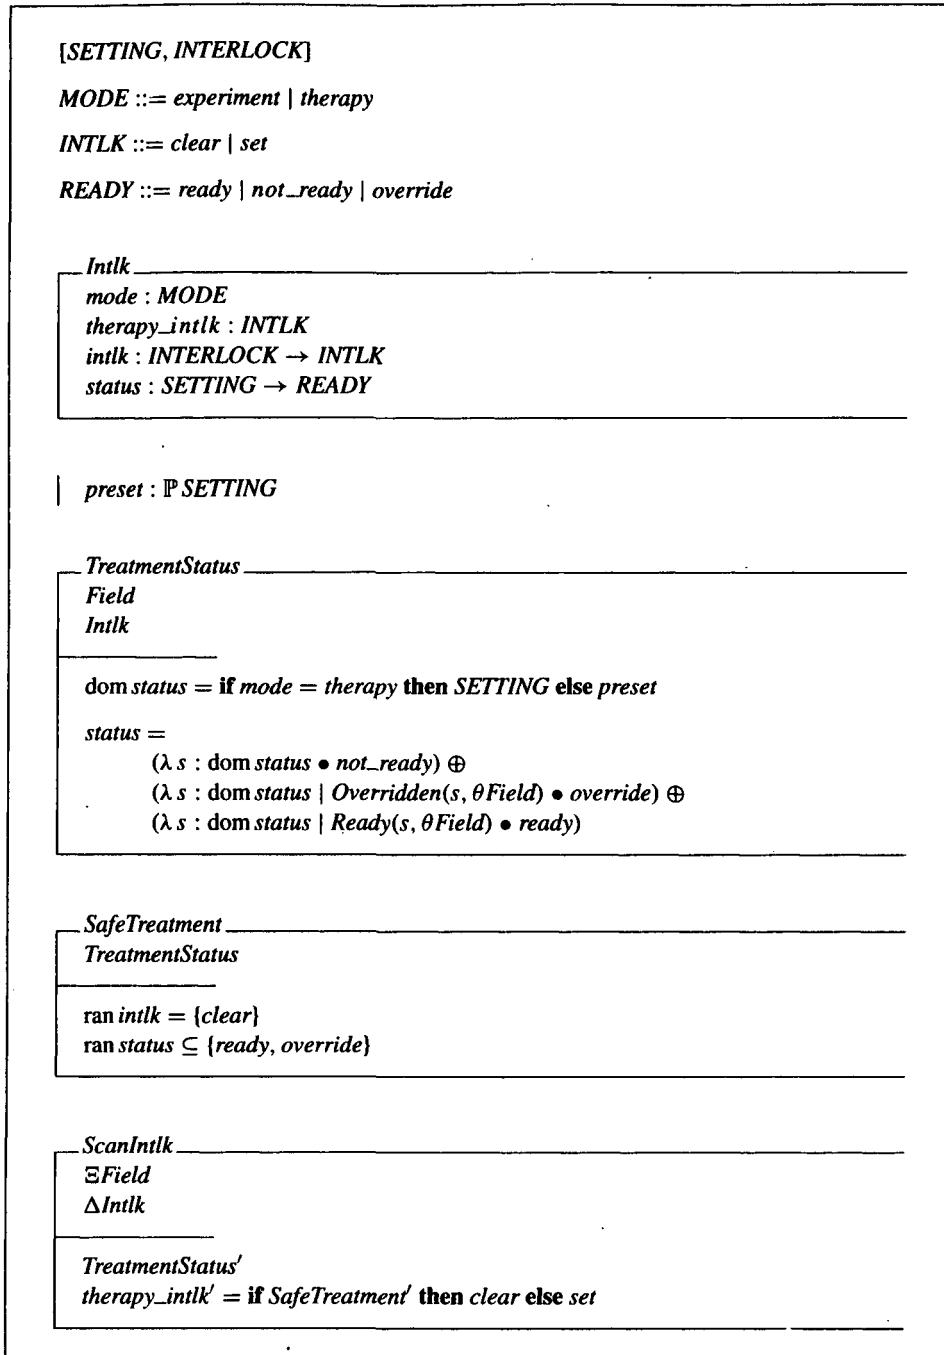 [SETTING, INTERLOCK]
MODE ::= experiment | therapy
INTLK ::= clear | set
READY ::= ready | not_ready | override
Intlk
mode : MODE
therapy_intlk : INTLK
intlk : INTERLOCK → INTLK
status : SETTING → READY
preset : ℙ SETTING
TreatmentStatus
Field
Intlk
dom status = if mode = therapy then SETTING else preset
status =
(λ s : dom status • not_ready) ⊕
(λ s : dom status | Overridden(s, θField) • override) ⊕
(λ s : dom status | Ready(s, θField) • ready)
SafeTreatment
TreatmentStatus
ran intlk = {clear}
ran status ⊆ {ready, override}
ScanIntlk
ΞField
ΔIntlk
TreatmentStatus′
therapy_intlk′ = if SafeTreatment′ then clear else set